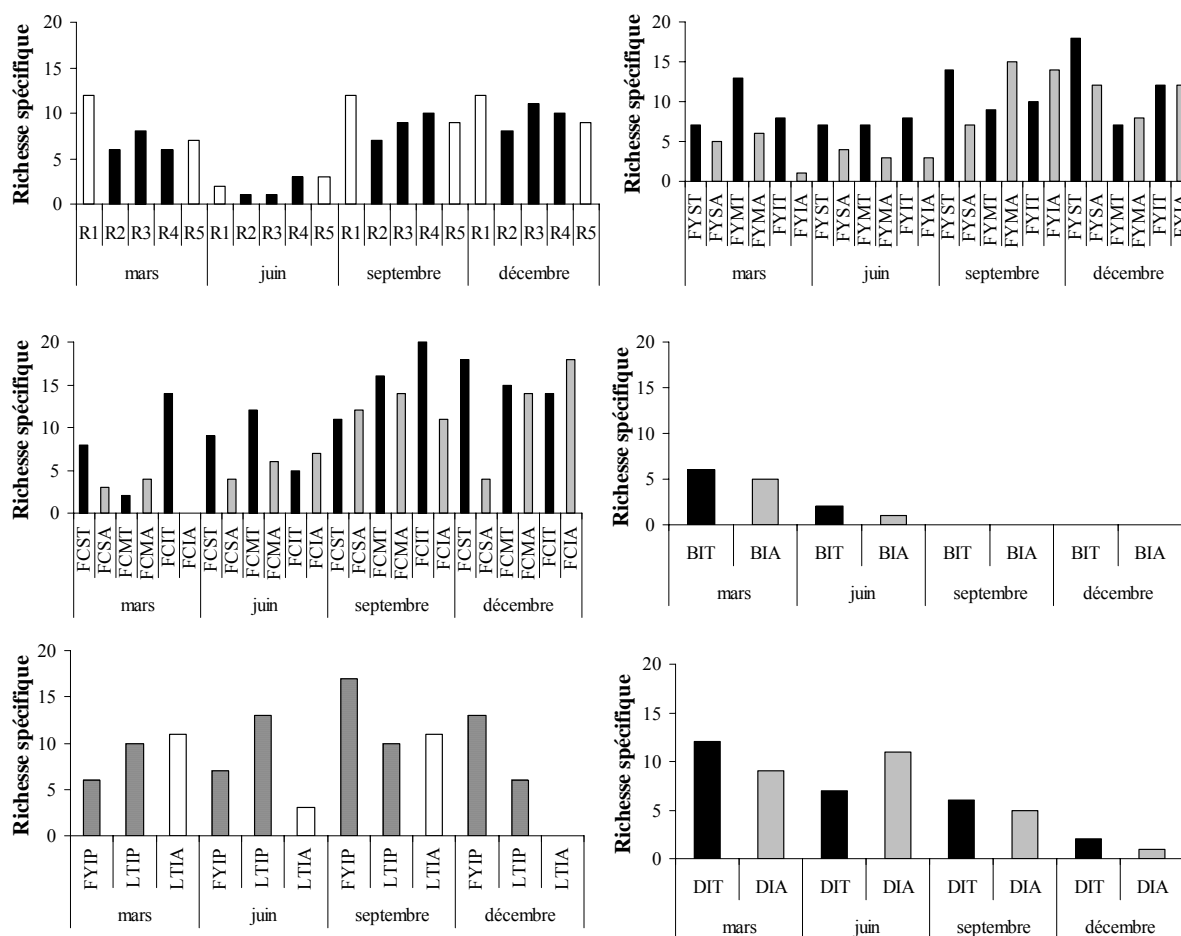 Richesse spécifique
20
15
10
5
0
R1 R2 R3 R4 R5 R1 R2 R3 R4 R5 R1 R2 R3 R4 R5 R1 R2 R3 R4 R5
mars juin septembre décembre
Richesse spécifique
20
15
10
5
0
FYST FYSA FYMT FYMA FYIT FYIA FYST FYSA FYMT FYMA FYIT FYIA FYST FYSA FYMT FYMA FYIT FYIA FYST FYSA FYMT FYMA FYIT FYIA
mars juin septembre décembre
Richesse spécifique
20
15
10
5
0
FCST FCSA FCMT FCMA FCIT FCIA FCST FCSA FCMT FCMA FCIT FCIA FCST FCSA FCMT FCMA FCIT FCIA FCST FCSA FCMT FCMA FCIT FCIA
mars juin septembre décembre
Richesse spécifique
20
15
10
5
0
BIT BIA BIT BIA BIT BIA BIT BIA
mars juin septembre décembre
Richesse spécifique
20
15
10
5
0
FYIP LTIP LTIA FYIP LTIP LTIA FYIP LTIP LTIA FYIP LTIP LTIA
mars juin septembre décembre
Richesse spécifique
20
15
10
5
0
DIT DIA DIT DIA DIT DIA DIT DIA
mars juin septembre décembre